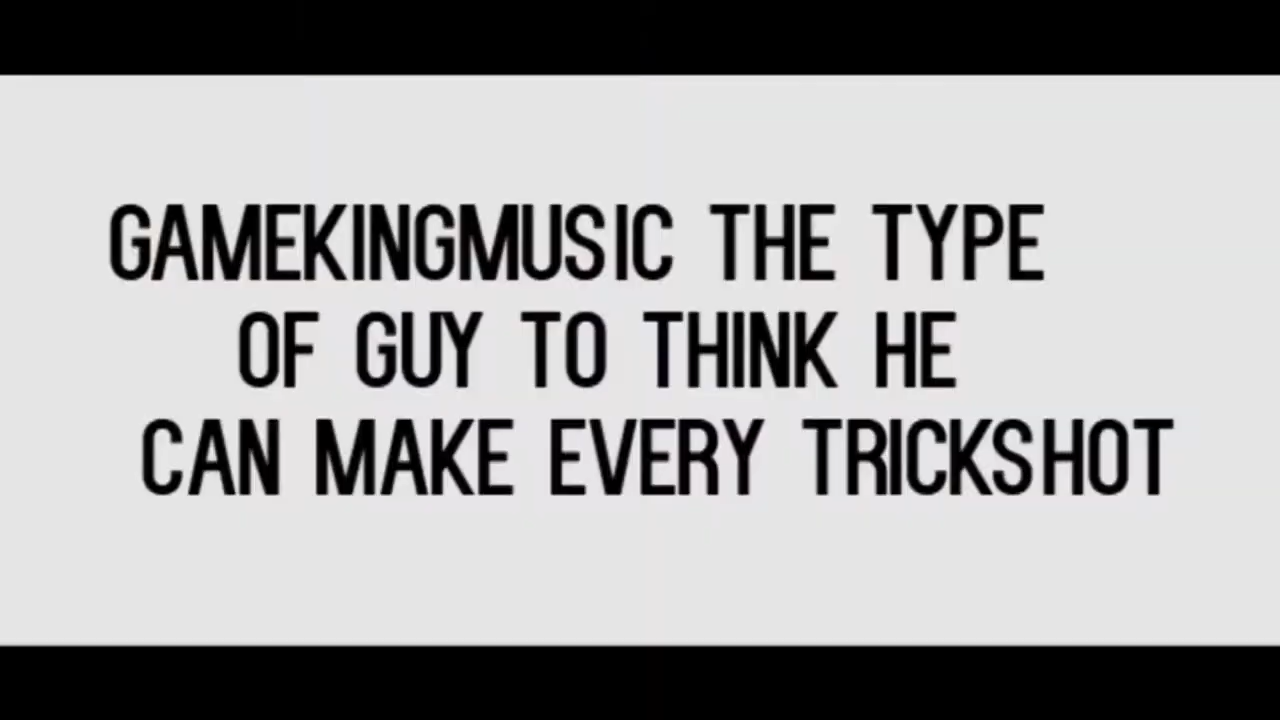 GAMEKINGMUSIC THE TYPE
OF GUY TO THINK HE
CAN MAKE EVERY TRICKSHOT